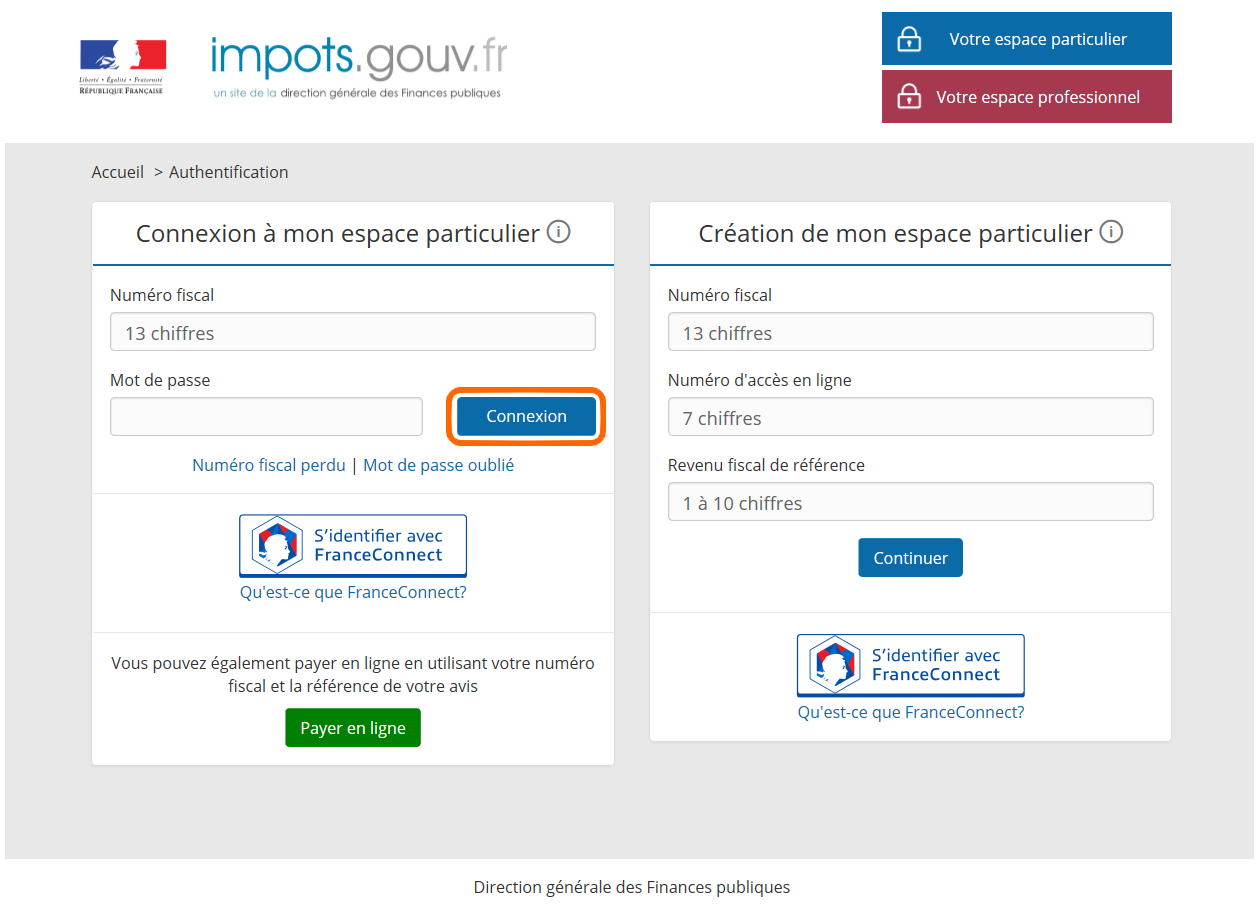 Liberté • Égalité • Fraternité
RÉPUBLIQUE FRANÇAISE
impots.gouv.fr
un site de la direction générale des Finances publiques
Votre espace particulier
Votre espace professionnel
Accueil > Authentification
Connexion à mon espace particulier i
Numéro fiscal
13 chiffres
Mot de passe
Connexion
Numéro fiscal perdu | Mot de passe oublié
S'identifier avec
FranceConnect
Qu'est-ce que FranceConnect?
Vous pouvez également payer en ligne en utilisant votre numéro
fiscal et la référence de votre avis
Payer en ligne
Création de mon espace particulier i
Numéro fiscal
13 chiffres
Numéro d'accès en ligne
7 chiffres
Revenu fiscal de référence
1 à 10 chiffres
Continuer
S'identifier avec
FranceConnect
Qu'est-ce que FranceConnect?
Direction générale des Finances publiques